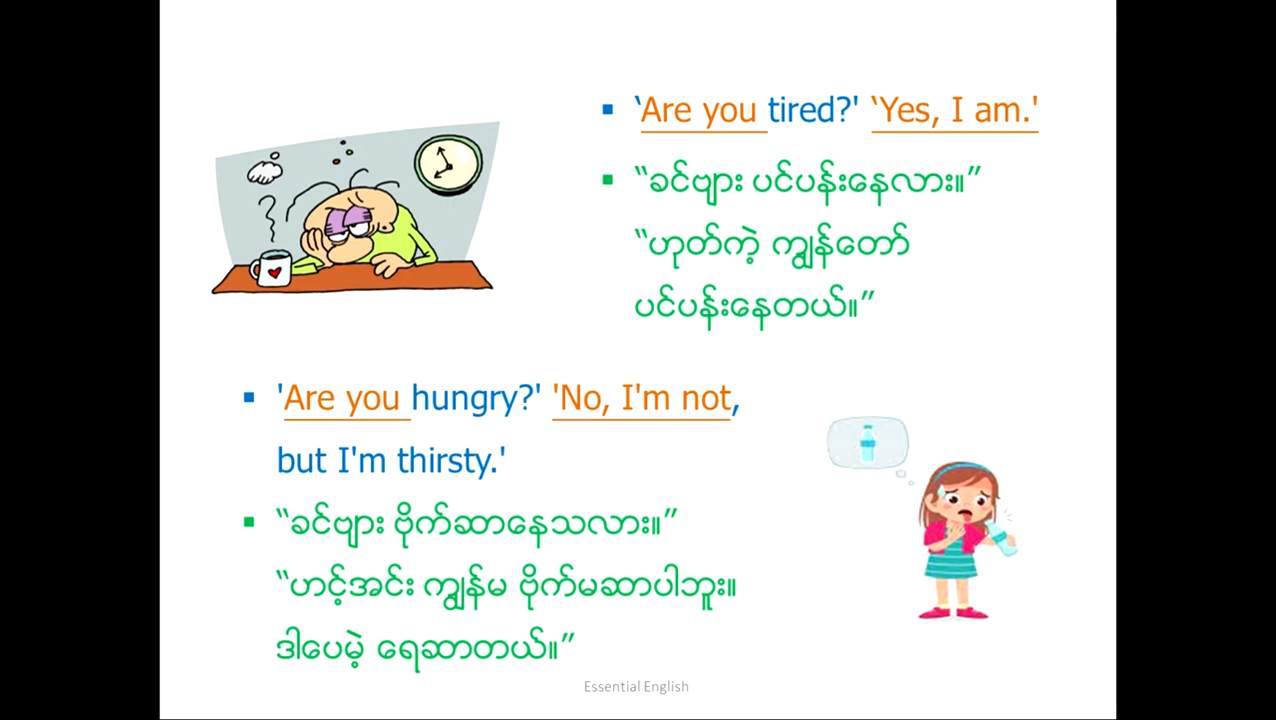 ‘Are you tired?' ‘Yes, I am.'
“ခင်ဗျား ပင်ပန်းနေလား။”
“ဟုတ်ကဲ့ ကျွန်တော်
ပင်ပန်းနေတယ်။”
'Are you hungry?' 'No, I'm not,
but I'm thirsty.'
“ခင်ဗျား ဗိုက်ဆာနေသလား။”
“ဟင့်အင်း ကျွန်မ ဗိုက်မဆာပါဘူး။
ဒါပေမဲ့ ရေဆာတယ်။”
Essential English